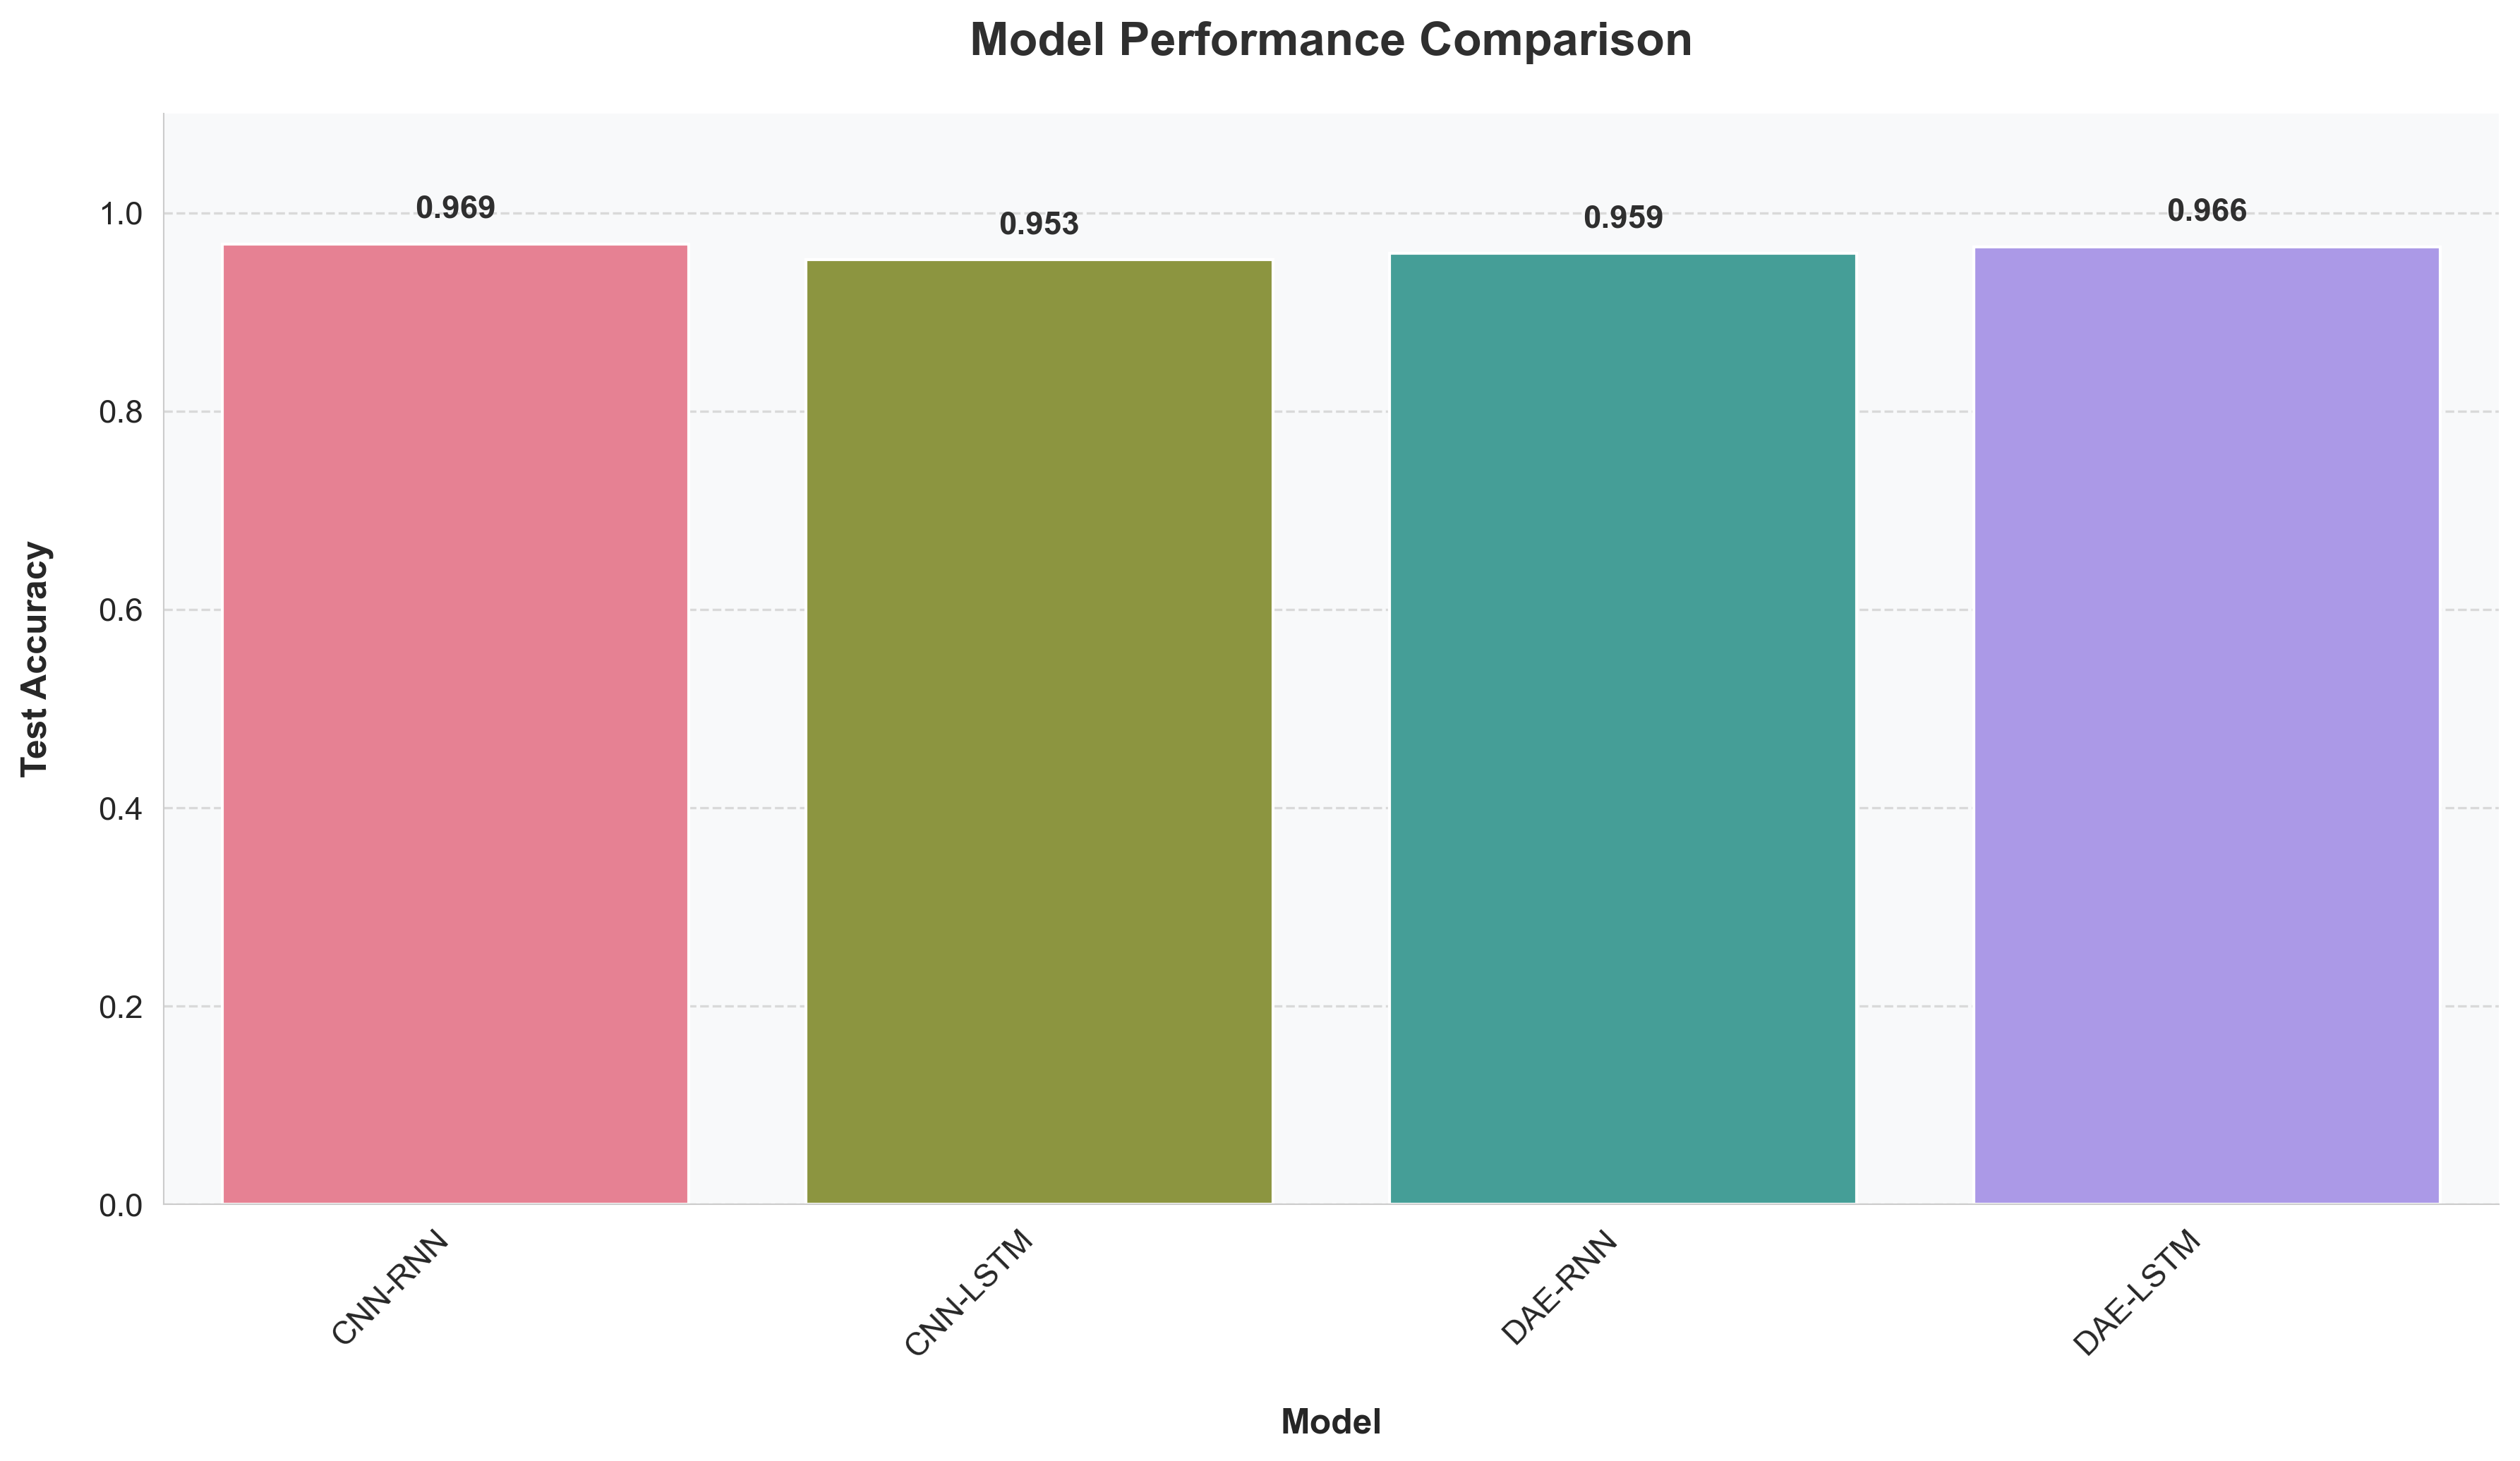 Model Performance Comparison
0.969
0.953
0.959
0.966
1.0
0.8
0.6
0.4
0.2
0.0
Test Accuracy
CNN-RNN
CNN-LSTM
DAE-RNN
DAE-LSTM
Model